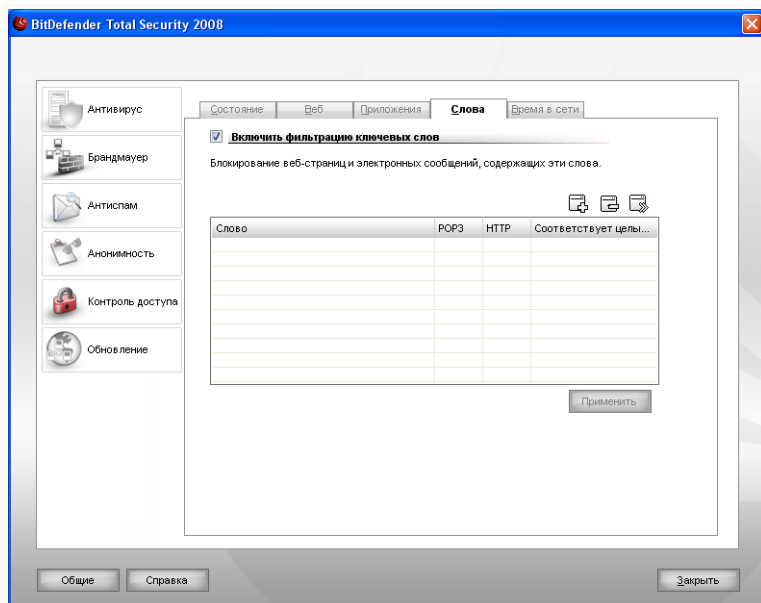 BitDefender Total Security 2008
Антивирус
Брандмауер
Антиспам
Анонимность
Контроль доступа
Обновление
Состояние Веб Приложения Слова Время в сети
Включить фильтрацию ключевых слов
Блокирование веб-страниц и электронных сообщений, содержащих эти слова.
Слово POP3 HTTP Соответствует целы...
Применить
Общие Справка Закрыть